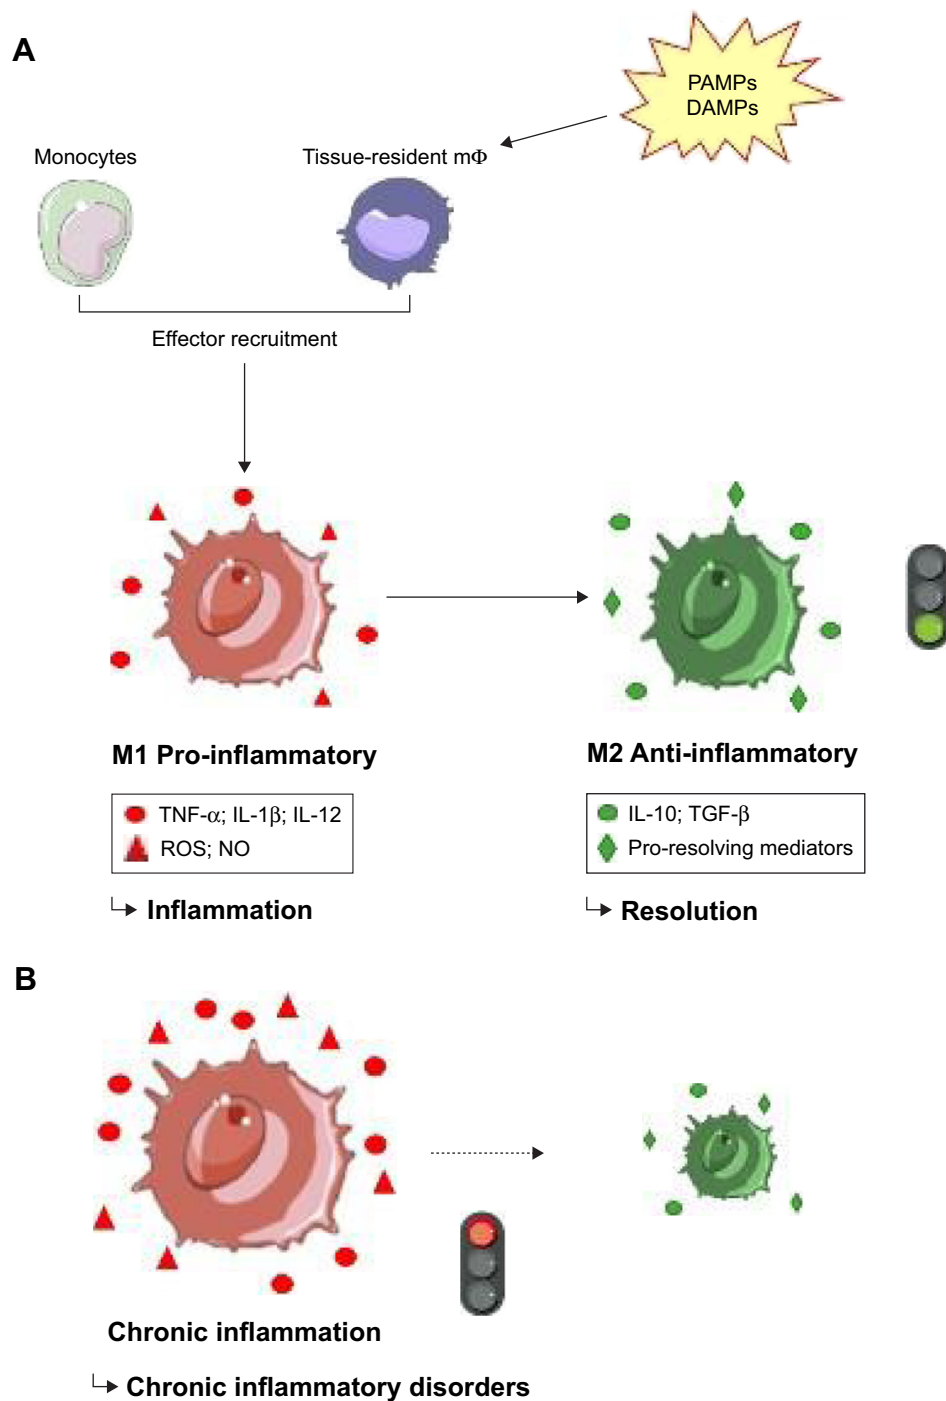 A
PAMPs
DAMPs
Monocytes
Tissue-resident mΦ
Effector recruitment
M1 Pro-inflammatory
M2 Anti-inflammatory
TNF-α; IL-1β; IL-12
ROS; NO
IL-10; TGF-β
Pro-resolving mediators
Inflammation
Resolution
B
Chronic inflammation
Chronic inflammatory disorders